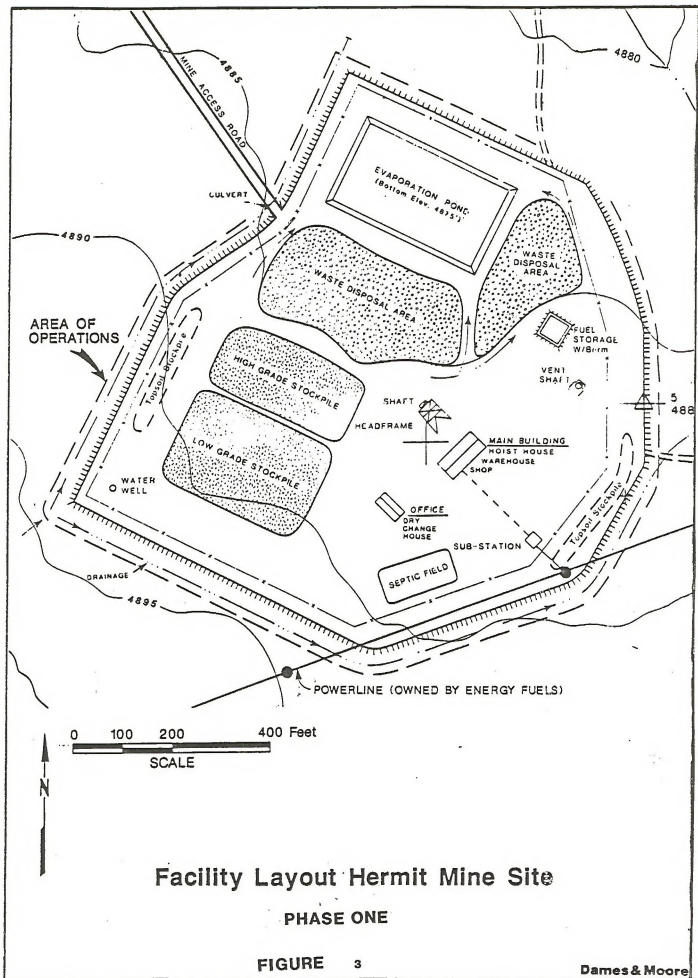 4885
4880
MINE ACCESS ROAD
CULVERT
EVAPORATION POND
(Bottom Elev. 4875')
4890
WASTE DISPOSAL AREA
WASTE
DISPOSAL
AREA
AREA OF
OPERATIONS
Topsoil Stockpile
FUEL
STORAGE
W/Berm
HIGH GRADE STOCKPILE
VENT
SHAFT
SHAFT
HEADFRAME
5
488
LOW GRADE STOCKPILE
MAIN BUILDING
HOIST HOUSE
WAREHOUSE
SHOP
WATER
WELL
Topsoil Stockpile
OFFICE
DRY
CHANGE
HOUSE
SUB-STATION
DRAINAGE
SEPTIC FIELD
4895
POWERLINE (OWNED BY ENERGY FUELS)
0 100 200 400 Feet
SCALE
N
Facility Layout Hermit Mine Site
PHASE ONE
FIGURE 3
Dames & Moore